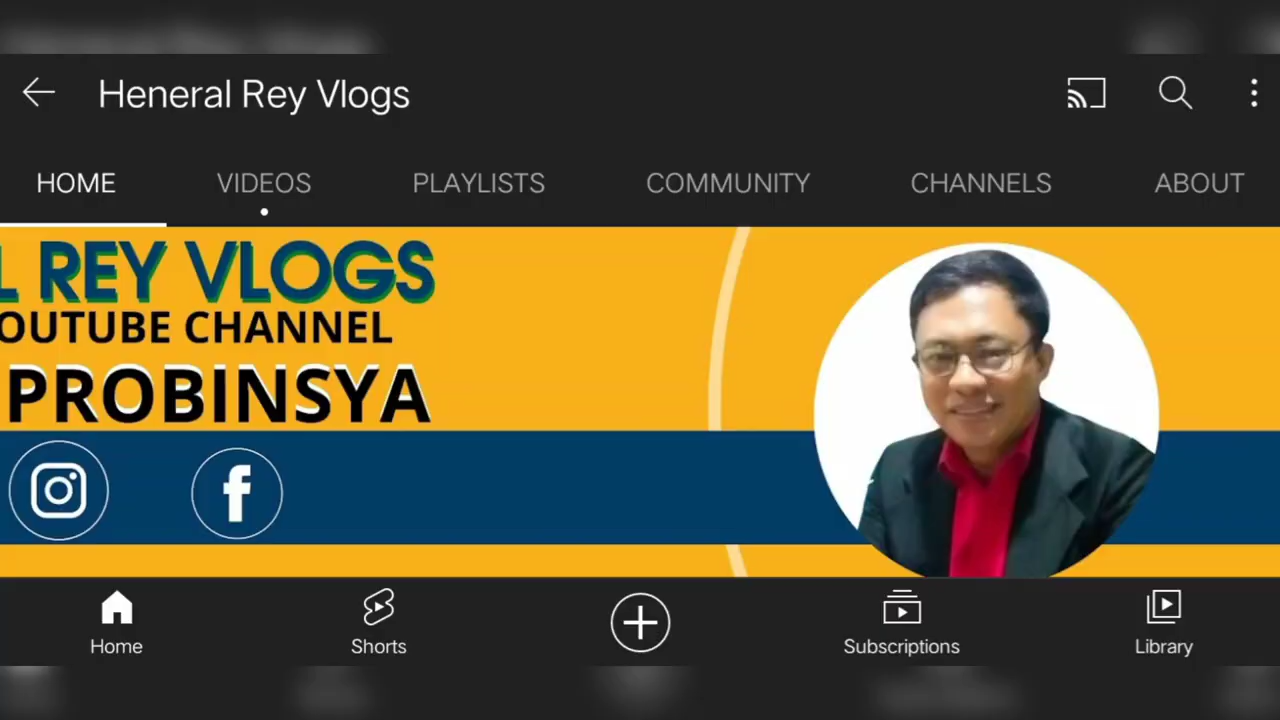 Heneral Rey Vlogs
HOME VIDEOS PLAYLISTS COMMUNITY CHANNELS ABOUT
L REY VLOGS
OUTUBE CHANNEL
PROBINSYA
Home Shorts Subscriptions Library